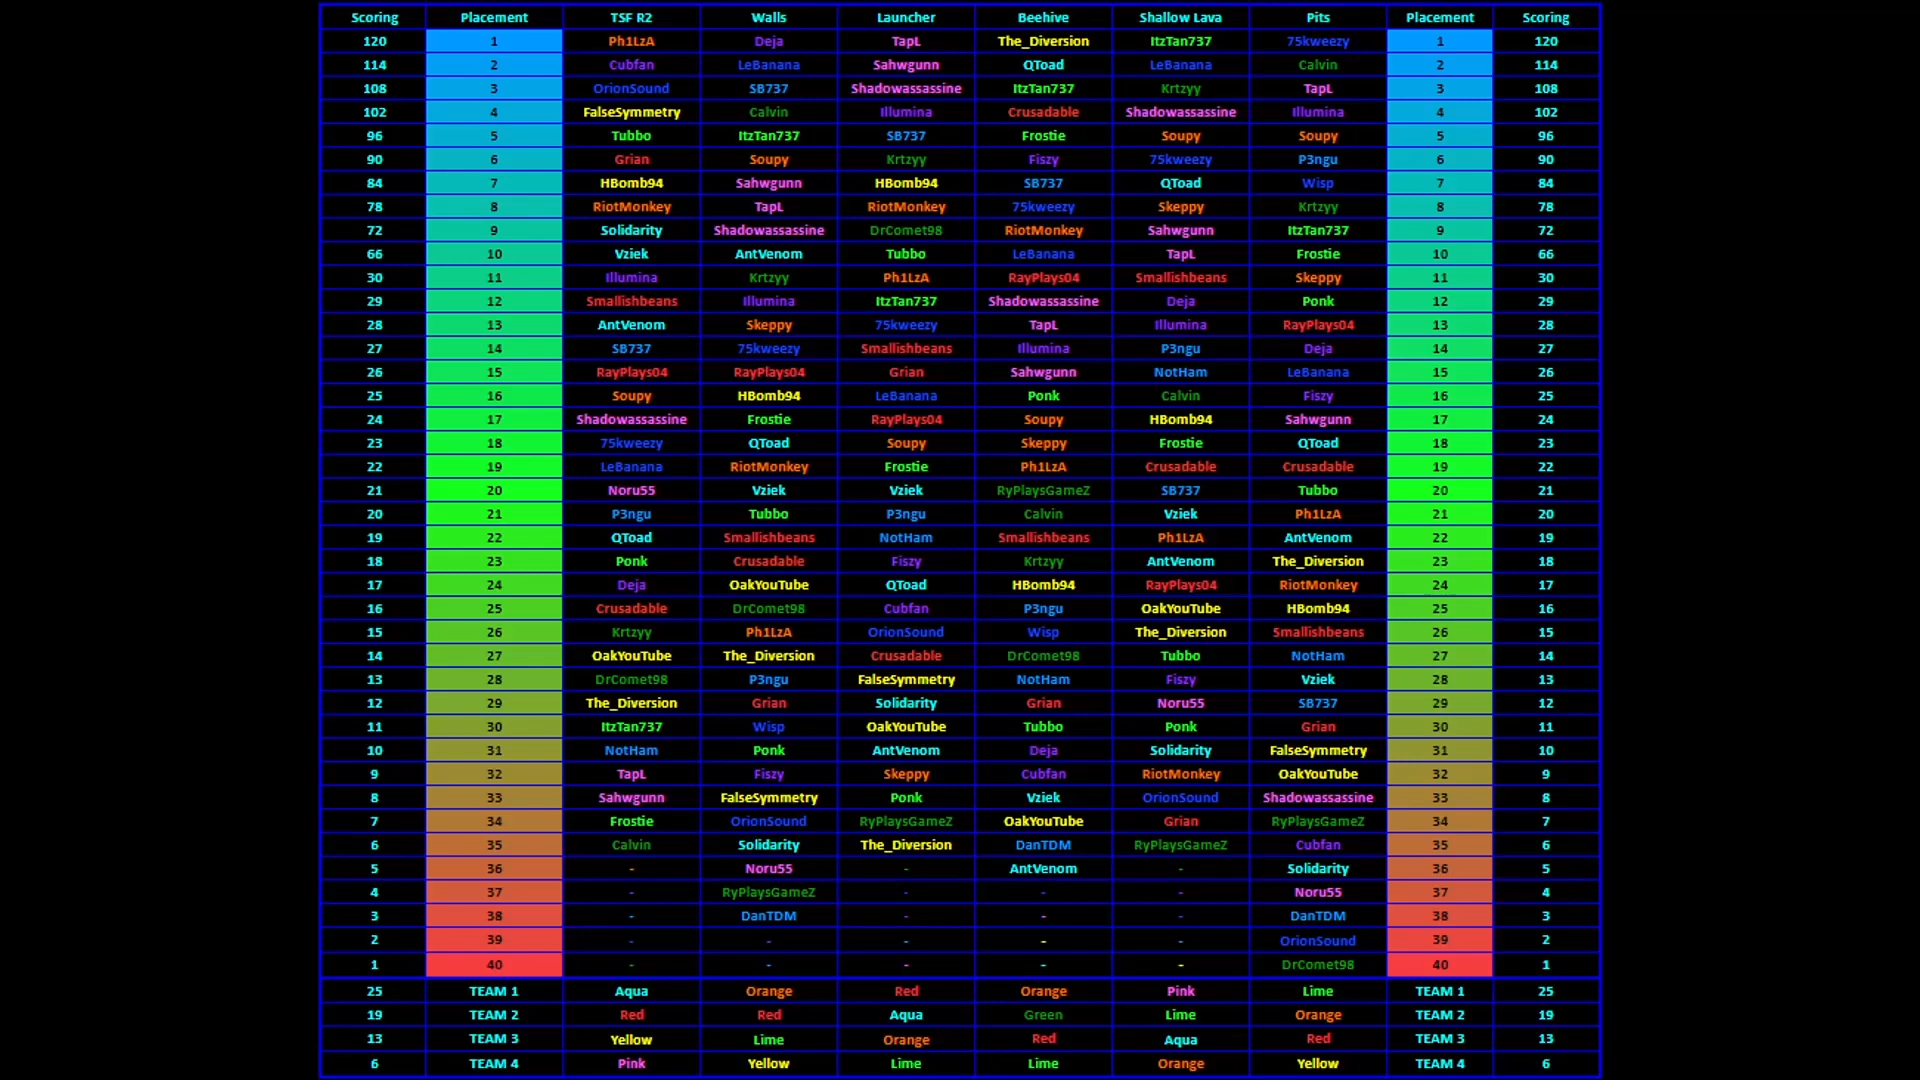 Scoring Placement TSF R2 Walls Launcher Beehive Shallow Lava Pits Placement Scoring
120 1 Ph1LzA Deja TapL The_Diversion ItzTan737 75kweezy 1 120
114 2 Cubfan LeBanana Sahwgunn QToad LeBanana Calvin 2 114
108 3 OrionSound SB737 Shadowassassine ItzTan737 Krtzyy TapL 3 108
102 4 FalseSymmetry Calvin Illumina Crusadable Shadowassassine Illumina 4 102
96 5 Tubbo ItzTan737 SB737 Frostie Soupy Soupy 5 96
90 6 Grian Soupy Krtzyy Fiszy 75kweezy P3ngu 6 90
84 7 HBomb94 Sahwgunn HBomb94 SB737 QToad Wisp 7 84
78 8 RiotMonkey TapL RiotMonkey 75kweezy Skeppy Krtzyy 8 78
72 9 Solidarity Shadowassassine DrComet98 RiotMonkey Sahwgunn ItzTan737 9 72
66 10 Vziek AntVenom Tubbo LeBanana TapL Frostie 10 66
30 11 Illumina Krtzyy Ph1LzA RayPlays04 Smallishbeans Skeppy 11 30
29 12 Smallishbeans Illumina ItzTan737 Shadowassassine Deja Ponk 12 29
28 13 AntVenom Skeppy 75kweezy TapL Illumina RayPlays04 13 28
27 14 SB737 75kweezy Smallishbeans Illumina P3ngu Deja 14 27
26 15 RayPlays04 RayPlays04 Grian Sahwgunn NotHam LeBanana 15 26
25 16 Soupy HBomb94 LeBanana Ponk Calvin Fiszy 16 25
24 17 Shadowassassine Frostie RayPlays04 Soupy HBomb94 Sahwgunn 17 24
23 18 75kweezy QToad Soupy Skeppy Frostie QToad 18 23
22 19 LeBanana RiotMonkey Frostie Ph1LzA Crusadable Crusadable 19 22
21 20 Noru55 Vziek Vziek RyPlaysGameZ SB737 Tubbo 20 21
20 21 P3ngu Tubbo P3ngu Calvin Vziek Ph1LzA 21 20
19 22 QToad Smallishbeans NotHam Smallishbeans Ph1LzA AntVenom 22 19
18 23 Ponk Crusadable Fiszy Krtzyy AntVenom The_Diversion 23 18
17 24 Deja OakYouTube QToad HBomb94 RayPlays04 RiotMonkey 24 17
16 25 Crusadable DrComet98 Cubfan P3ngu OakYouTube HBomb94 25 16
15 26 Krtzyy Ph1LzA OrionSound Wisp The_Diversion Smallishbeans 26 15
14 27 OakYouTube The_Diversion Crusadable DrComet98 Tubbo NotHam 27 14
13 28 DrComet98 P3ngu FalseSymmetry NotHam Fiszy Vziek 28 13
12 29 The_Diversion Grian Solidarity Grian Noru55 SB737 29 12
11 30 ItzTan737 Wisp OakYouTube Tubbo Ponk Grian 30 11
10 31 NotHam Ponk AntVenom Deja Solidarity FalseSymmetry 31 10
9 32 TapL Fiszy Skeppy Cubfan RiotMonkey OakYouTube 32 9
8 33 Sahwgunn FalseSymmetry Ponk Vziek OrionSound Shadowassassine 33 8
7 34 Frostie OrionSound RyPlaysGameZ OakYouTube Grian RyPlaysGameZ 34 7
6 35 Calvin Solidarity The_Diversion DanTDM RyPlaysGameZ Cubfan 35 6
5 36 - Noru55 - AntVenom - Solidarity 36 5
4 37 - RyPlaysGameZ - - - Noru55 37 4
3 38 - DanTDM - - - DanTDM 38 3
2 39 - - - - - OrionSound 39 2
1 40 - - - - - DrComet98 40 1
25 TEAM 1 Aqua Orange Red Orange Pink Lime TEAM 1 25
19 TEAM 2 Red Red Aqua Green Lime Orange TEAM 2 19
13 TEAM 3 Yellow Lime Orange Red Aqua Red TEAM 3 13
6 TEAM 4 Pink Yellow Lime Lime Orange Yellow TEAM 4 6